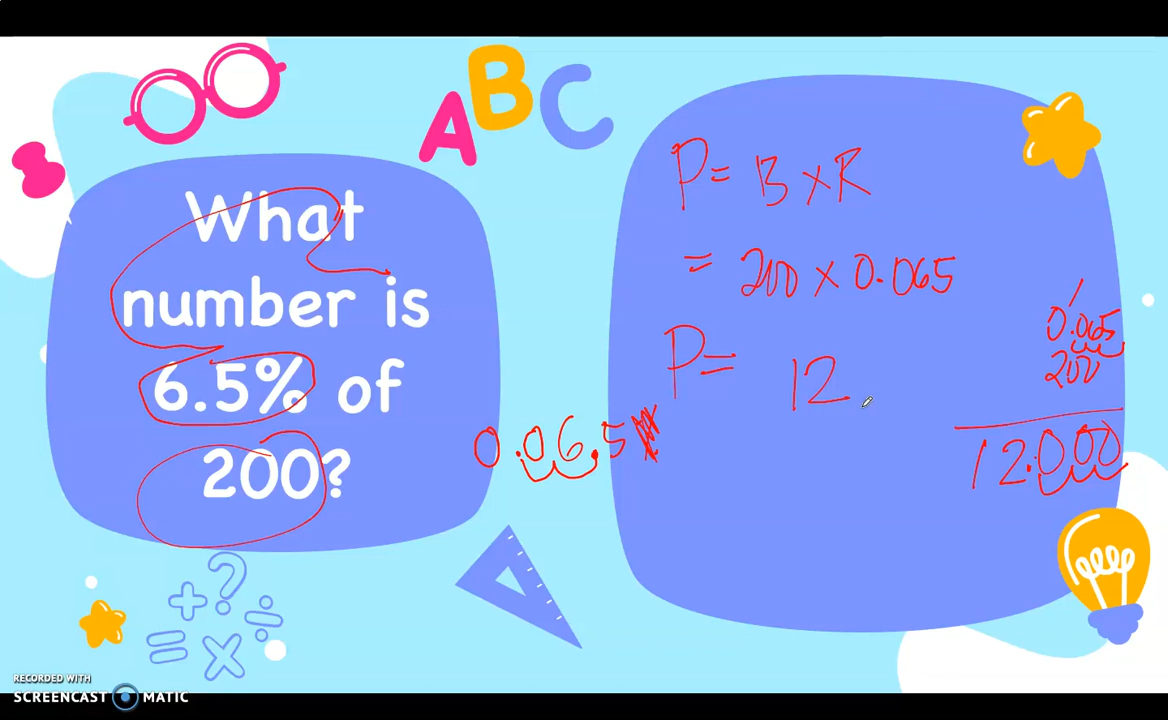 ABC
What
number is
6.5% of
200?
P = B x R
= 200 x 0.065
P = 12
0.06.5
0.065
200
12.000
+ ? ÷ = x
RECORDED WITH
SCREENCAST MATIC